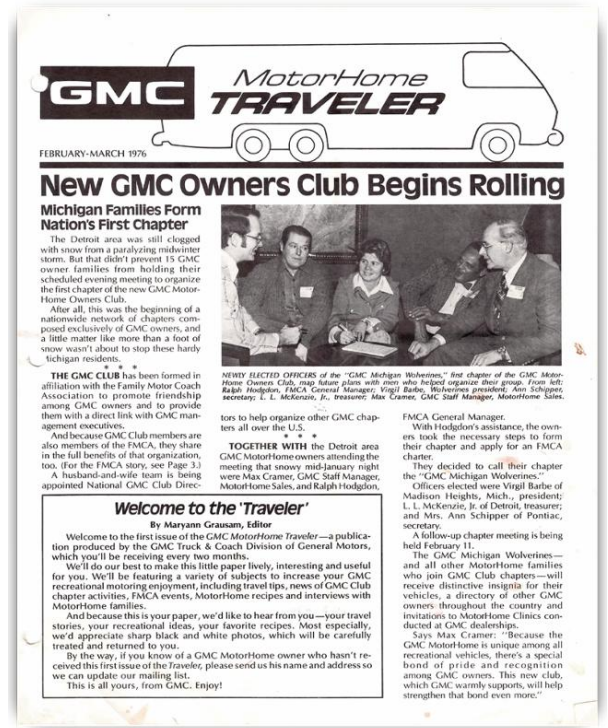 GMC
MotorHome
TRAVELER
FEBRUARY-MARCH 1976
New GMC Owners Club Begins Rolling
Michigan Families Form
Nation's First Chapter
The Detroit area was still clogged
with snow from a paralyzing midwinter
storm. But that didn't prevent 15 GMC
owner families from holding their
scheduled evening meeting to organize
the first chapter of the new GMC Motor-
Home Owners Club.
After all, this was the beginning of a
nationwide network of chapters com-
posed exclusively of GMC owners, and
a little matter like more than a foot of
snow wasn't about to stop these hardy
tichigan residents.
* * *
THE GMC CLUB has been formed in
affiliation with the Family Motor Coach
Association to promote friendship
among GMC owners and to provide
them with a direct link with GMC man-
agement executives.
And because GMC Club members are
also members of the FMCA, they share
in the full benefits of that organization,
too. (For the FMCA story, see Page 3.)
A husband-and-wife team is being
appointed National GMC Club Direc-
NEWLY ELECTED OFFICERS of the "GMC Michigan Wolverines," first chapter of the GMC Motor-
Home Owners Club, map future plans with men who helped organize their group. From left:
Ralph Hodgdon, FMCA General Manager; Virgil Barbe, Wolverines president; Ann Schipper,
secretary; L. L. McKenzie, Jr., treasurer; Max Cramer, GMC Staff Manager, MotorHome Sales.
tors to help organize other GMC chap-
ters all over the U.S.
* * *
TOGETHER WITH the Detroit area
GMC MotorHome owners attending the
meeting that snowy mid-January night
were Max Cramer, GMC Staff Manager,
MotorHome Sales, and Ralph Hodgdon,
FMCA General Manager.
With Hodgdon's assistance, the own-
ers took the necessary steps to form
their chapter and apply for an FMCA
charter.
They decided to call their chapter
the "GMC Michigan Wolverines."
Officers elected were Virgil Barbe of
Madison Heights, Mich., president;
L. L. McKenzie, Jr. of Detroit, treasurer;
and Mrs. Ann Schipper of Pontiac,
secretary.
A follow-up chapter meeting is being
held February 11.
The GMC Michigan Wolverines—
and all other MotorHome families
who join GMC Club chapters—will
receive distinctive insignia for their
vehicles, a directory of other GMC
owners throughout the country and
invitations to MotorHome Clinics con-
ducted at GMC dealerships.
Says Max Cramer: "Because the
GMC MotorHome is unique among all
recreational vehicles, there's a special
bond of pride and recognition
among GMC owners. This new club,
which GMC warmly supports, will help
strengthen that bond even more."
Welcome to the 'Traveler'
By Maryann Grausam, Editor
Welcome to the first issue of the GMC MotorHome Traveler—a publica-
tion produced by the GMC Truck & Coach Division of General Motors,
which you'll be receiving every two months.
We'll do our best to make this little paper lively, interesting and useful
for you. We'll be featuring a variety of subjects to increase your GMC
recreational motoring enjoyment, including travel tips, news of GMC Club
chapter activities, FMCA events, MotorHome recipes and interviews with
MotorHome families.
And because this is your paper, we'd like to hear from you—your travel
stories, your recreational ideas, your favorite recipes. Most especially,
we'd appreciate sharp black and white photos, which will be carefully
treated and returned to you.
By the way, if you know of a GMC MotorHome owner who hasn't re-
ceived this first issue of the Traveler, please send us his name and address so
we can update our mailing list.
This is all yours, from GMC. Enjoy!